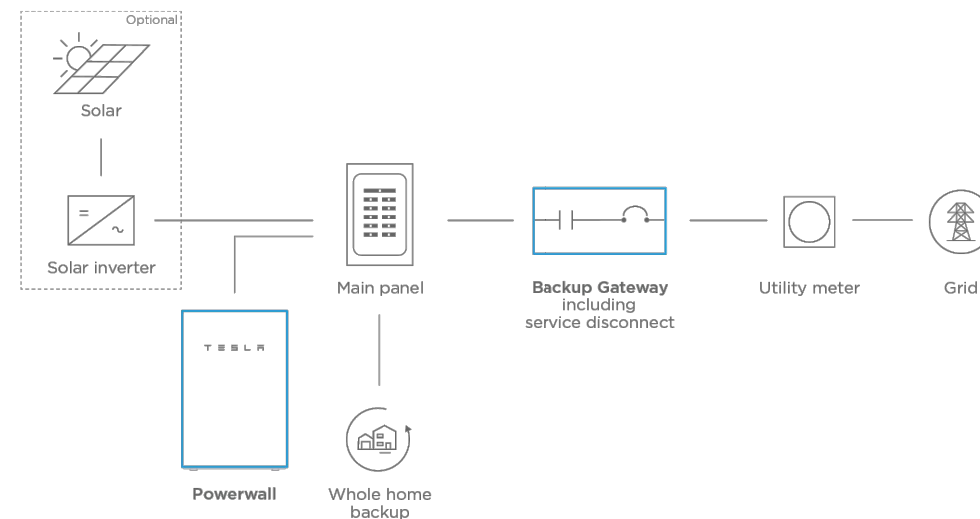 Optional
Solar
Solar inverter
Main panel
Backup Gateway
including
service disconnect
Utility meter
Grid
TESLA
Powerwall
Whole home
backup